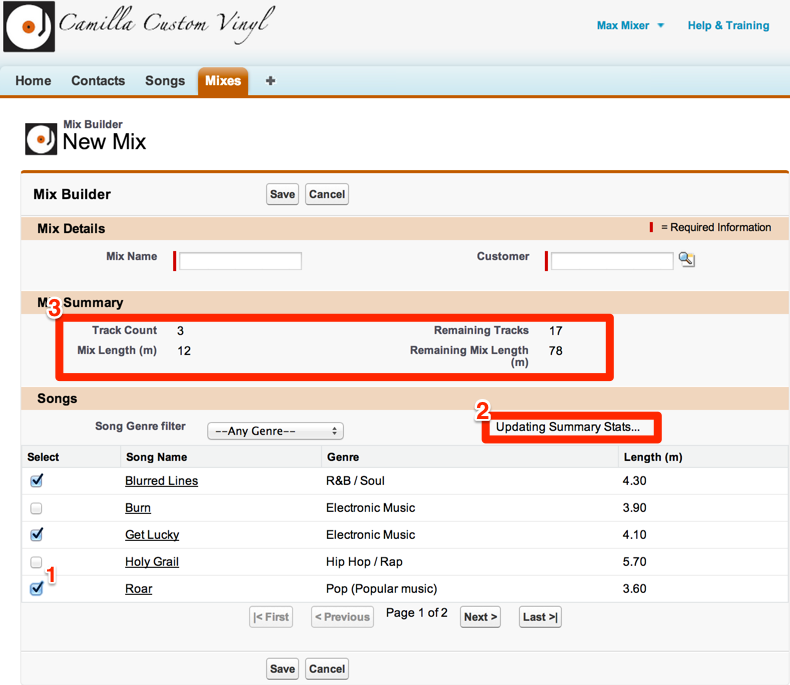 Camilla Custom Vinyl
Max Mixer Help & Training
Home Contacts Songs Mixes +
Mix Builder
New Mix
Mix Builder Save Cancel
Mix Details = Required Information
Mix Name Customer
3
Summary
Track Count 3 Remaining Tracks 17
Mix Length (m) 12 Remaining Mix Length (m) 78
Songs
2
Song Genre filter --Any Genre-- Updating Summary Stats...
Select Song Name Genre Length (m)
Blurred Lines R&B / Soul 4.30
Burn Electronic Music 3.90
Get Lucky Electronic Music 4.10
Holy Grail Hip Hop / Rap 5.70
1
Roar Pop (Popular music) 3.60
|< First < Previous Page 1 of 2 Next > Last >|
Save Cancel